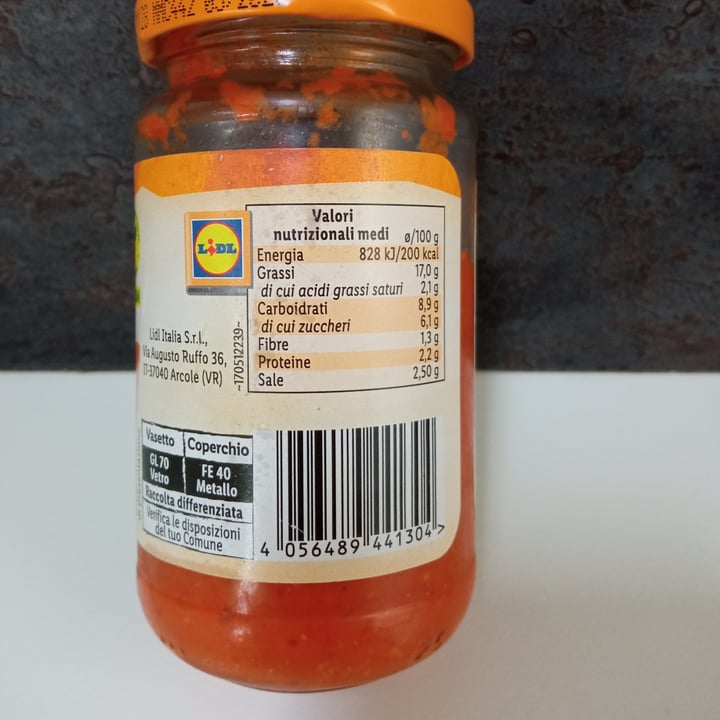 LIDL
Valori
nutrizionali medi ø/100 g
Energia 828 kJ/200 kcal
Grassi 17,0 g
di cui acidi grassi saturi 2,1 g
Carboidrati 8,9 g
di cui zuccheri 6,1 g
Fibre 1,3 g
Proteine 2,2 g
Sale 2,50 g
Lidl Italia S.r.l.,
Via Augusto Ruffo 36,
IT-37040 Arcole (VR)
~170512239~
Vasetto Coperchio
GL 70 FE 40
Vetro Metallo
Raccolta differenziata
Verifica le disposizioni
del tuo Comune
4 056489 441304 >